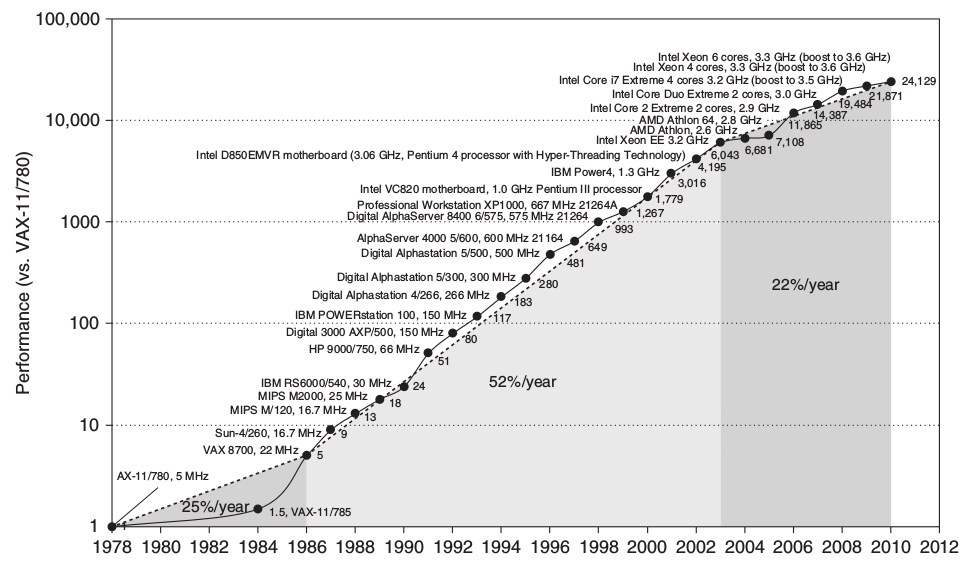 100,000
10,000
1000
100
10
1
Performance (vs. VAX-11/780)
Intel Xeon 6 cores, 3.3 GHz (boost to 3.6 GHz)
Intel Xeon 4 cores, 3.3 GHz (boost to 3.6 GHz)
Intel Core i7 Extreme 4 cores 3.2 GHz (boost to 3.5 GHz)
Intel Core Duo Extreme 2 cores, 3.0 GHz
Intel Core 2 Extreme 2 cores, 2.9 GHz
AMD Athlon 64, 2.8 GHz
AMD Athlon, 2.6 GHz
Intel Xeon EE 3.2 GHz
Intel D850EMVR motherboard (3.06 GHz, Pentium 4 processor with Hyper-Threading Technology)
IBM Power4, 1.3 GHz
Intel VC820 motherboard, 1.0 GHz Pentium III processor
Professional Workstation XP1000, 667 MHz 21264A
Digital AlphaServer 8400 6/575, 575 MHz 21264
AlphaServer 4000 5/600, 600 MHz 21164
Digital Alphastation 5/500, 500 MHz
Digital Alphastation 5/300, 300 MHz
Digital Alphastation 4/266, 266 MHz
IBM POWERstation 100, 150 MHz
Digital 3000 AXP/500, 150 MHz
HP 9000/750, 66 MHz
IBM RS6000/540, 30 MHz
MIPS M2000, 25 MHz
MIPS M/120, 16.7 MHz
Sun-4/260, 16.7 MHz
VAX 8700, 22 MHz
AX-11/780, 5 MHz
24,129
21,871
19,484
14,387
11,865
7,108
6,681
6,043
4,195
3,016
1,779
1,267
993
649
481
280
183
117
80
51
24
18
13
9
5
1.5, VAX-11/785
25%/year
52%/year
22%/year
1978 1980 1982 1984 1986 1988 1990 1992 1994 1996 1998 2000 2002 2004 2006 2008 2010 2012